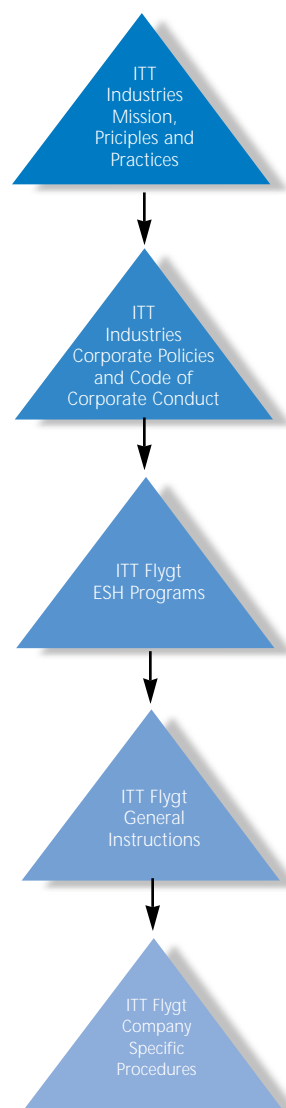 ITT
Industries
Mission,
Priciples and
Practices
ITT
Industries
Corporate Policies
and Code of
Corporate Conduct
ITT Flygt
ESH Programs
ITT Flygt
General
Instructions
ITT Flygt
Company
Specific
Procedures